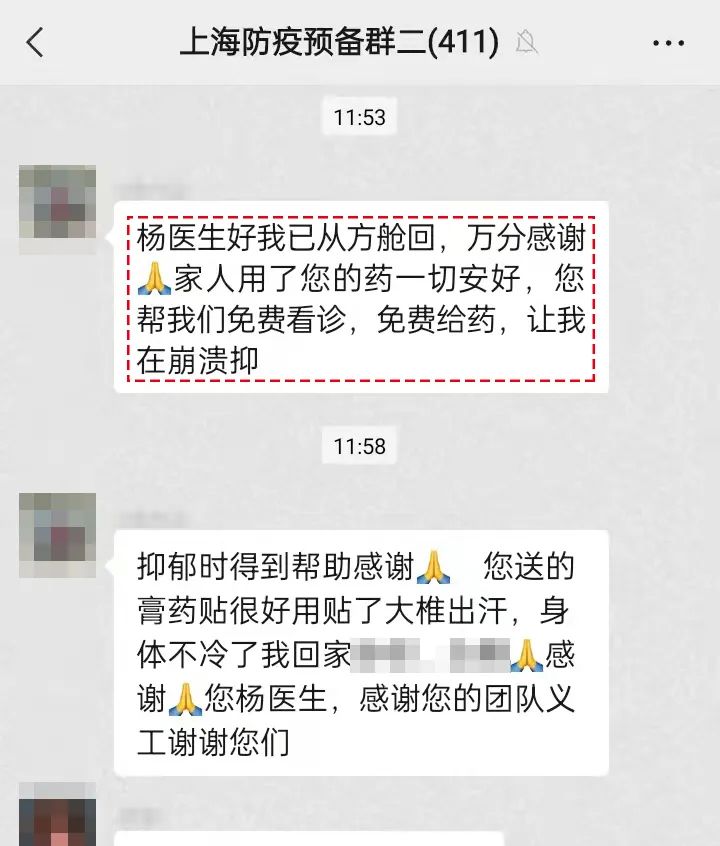 上海防疫预备群二(411)
11:53
杨医生好我已从方舱回，万分感谢
🙏家人用了您的药一切安好，您
帮我们免费看诊，免费给药，让我
在崩溃抑
11:58
抑郁时得到帮助感谢🙏 您送的
膏药贴很好用贴了大椎出汗，身
体不冷了我回家🙏感
谢🙏您杨医生，感谢您的团队义
工谢谢您们